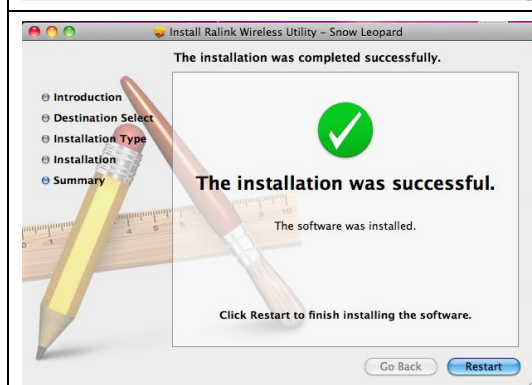 Install Ralink Wireless Utility – Snow Leopard
The installation was completed successfully.
Introduction
Destination Select
Installation Type
Installation
Summary
The installation was successful.
The software was installed.
Click Restart to finish installing the software.
Go Back
Restart